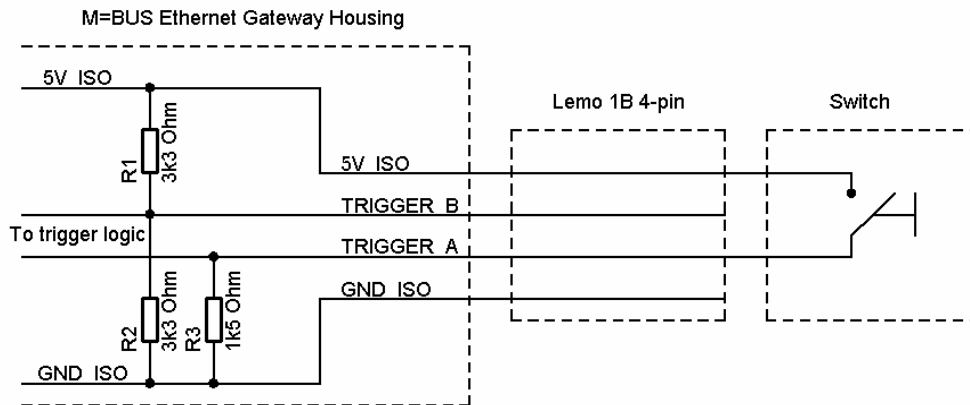 M=BUS Ethernet Gateway Housing
5V ISO
R1
3k3 Ohm
To trigger logic
R2
3k3 Ohm
R3
1k5 Ohm
GND ISO
5V ISO
TRIGGER B
TRIGGER A
GND ISO
Lemo 1B 4-pin
Switch